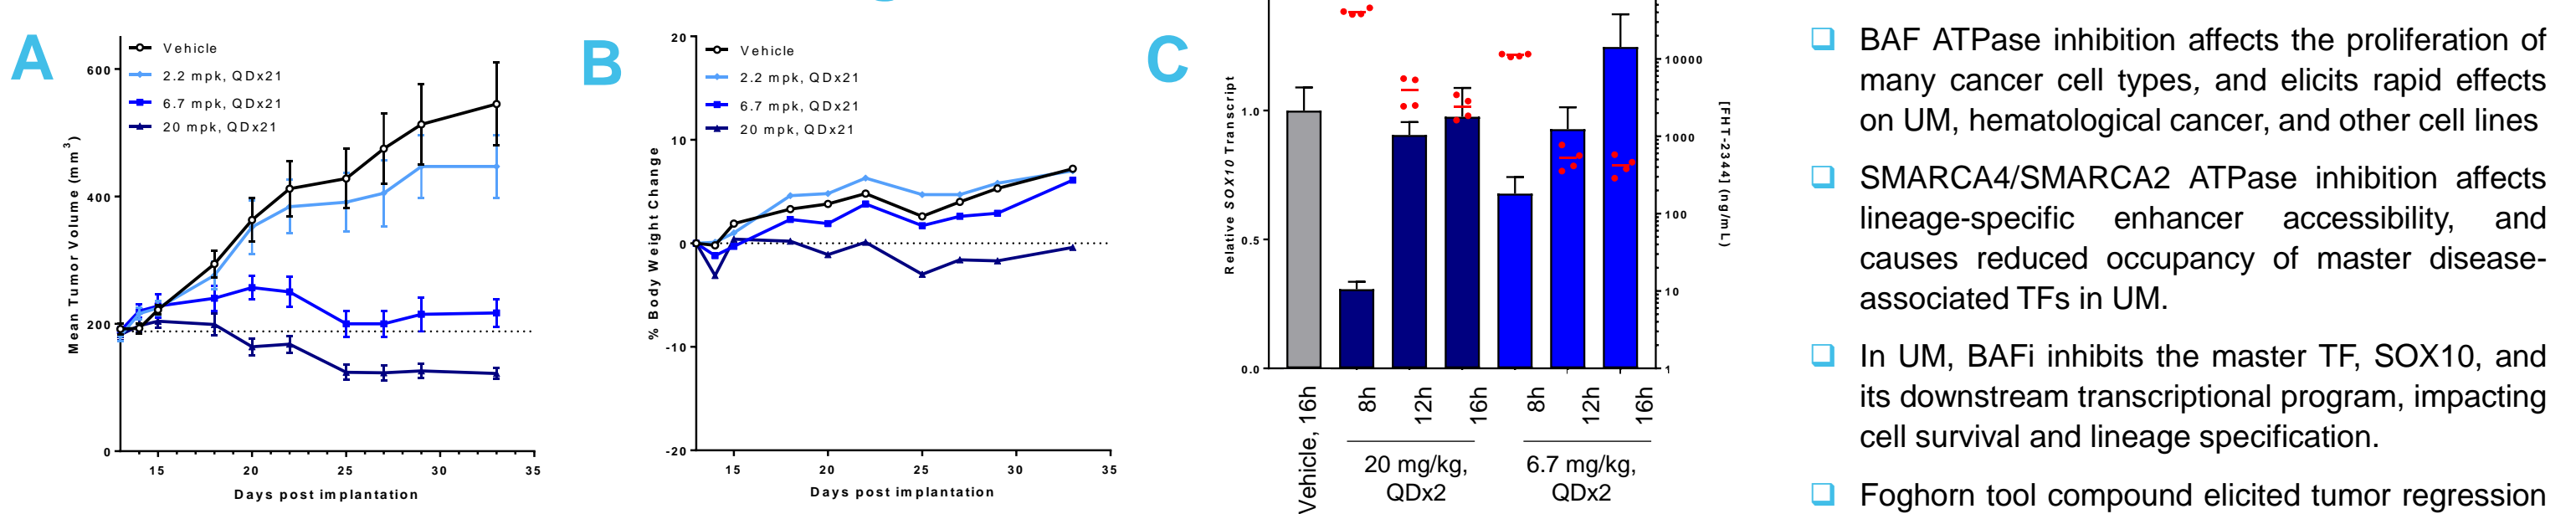 A
Vehicle
2.2 mpk, QDx21
6.7 mpk, QDx21
20 mpk, QDx21
Mean Tumor Volume (mm3)
600
400
200
0
15
20
25
30
35
Days post implantation
B
Vehicle
2.2 mpk, QDx21
6.7 mpk, QDx21
20 mpk, QDx21
% Body Weight Change
20
10
0
-10
-20
15
20
25
30
35
Days post implantation
C
Relative SOX10 Transcript
1.0
0.5
0.0
10000
1000
100
10
1
[FHT-2344] (ng/mL)
Vehicle, 16h
8h
12h
16h
8h
12h
16h
20 mg/kg,
QDx2
6.7 mg/kg,
QDx2
BAF ATPase inhibition affects the proliferation of
many cancer cell types, and elicits rapid effects
on UM, hematological cancer, and other cell lines
SMARCA4/SMARCA2 ATPase inhibition affects
lineage-specific enhancer accessibility, and
causes reduced occupancy of master disease-
associated TFs in UM.
In UM, BAFi inhibits the master TF, SOX10, and
its downstream transcriptional program, impacting
cell survival and lineage specification.
Foghorn tool compound elicited tumor regression